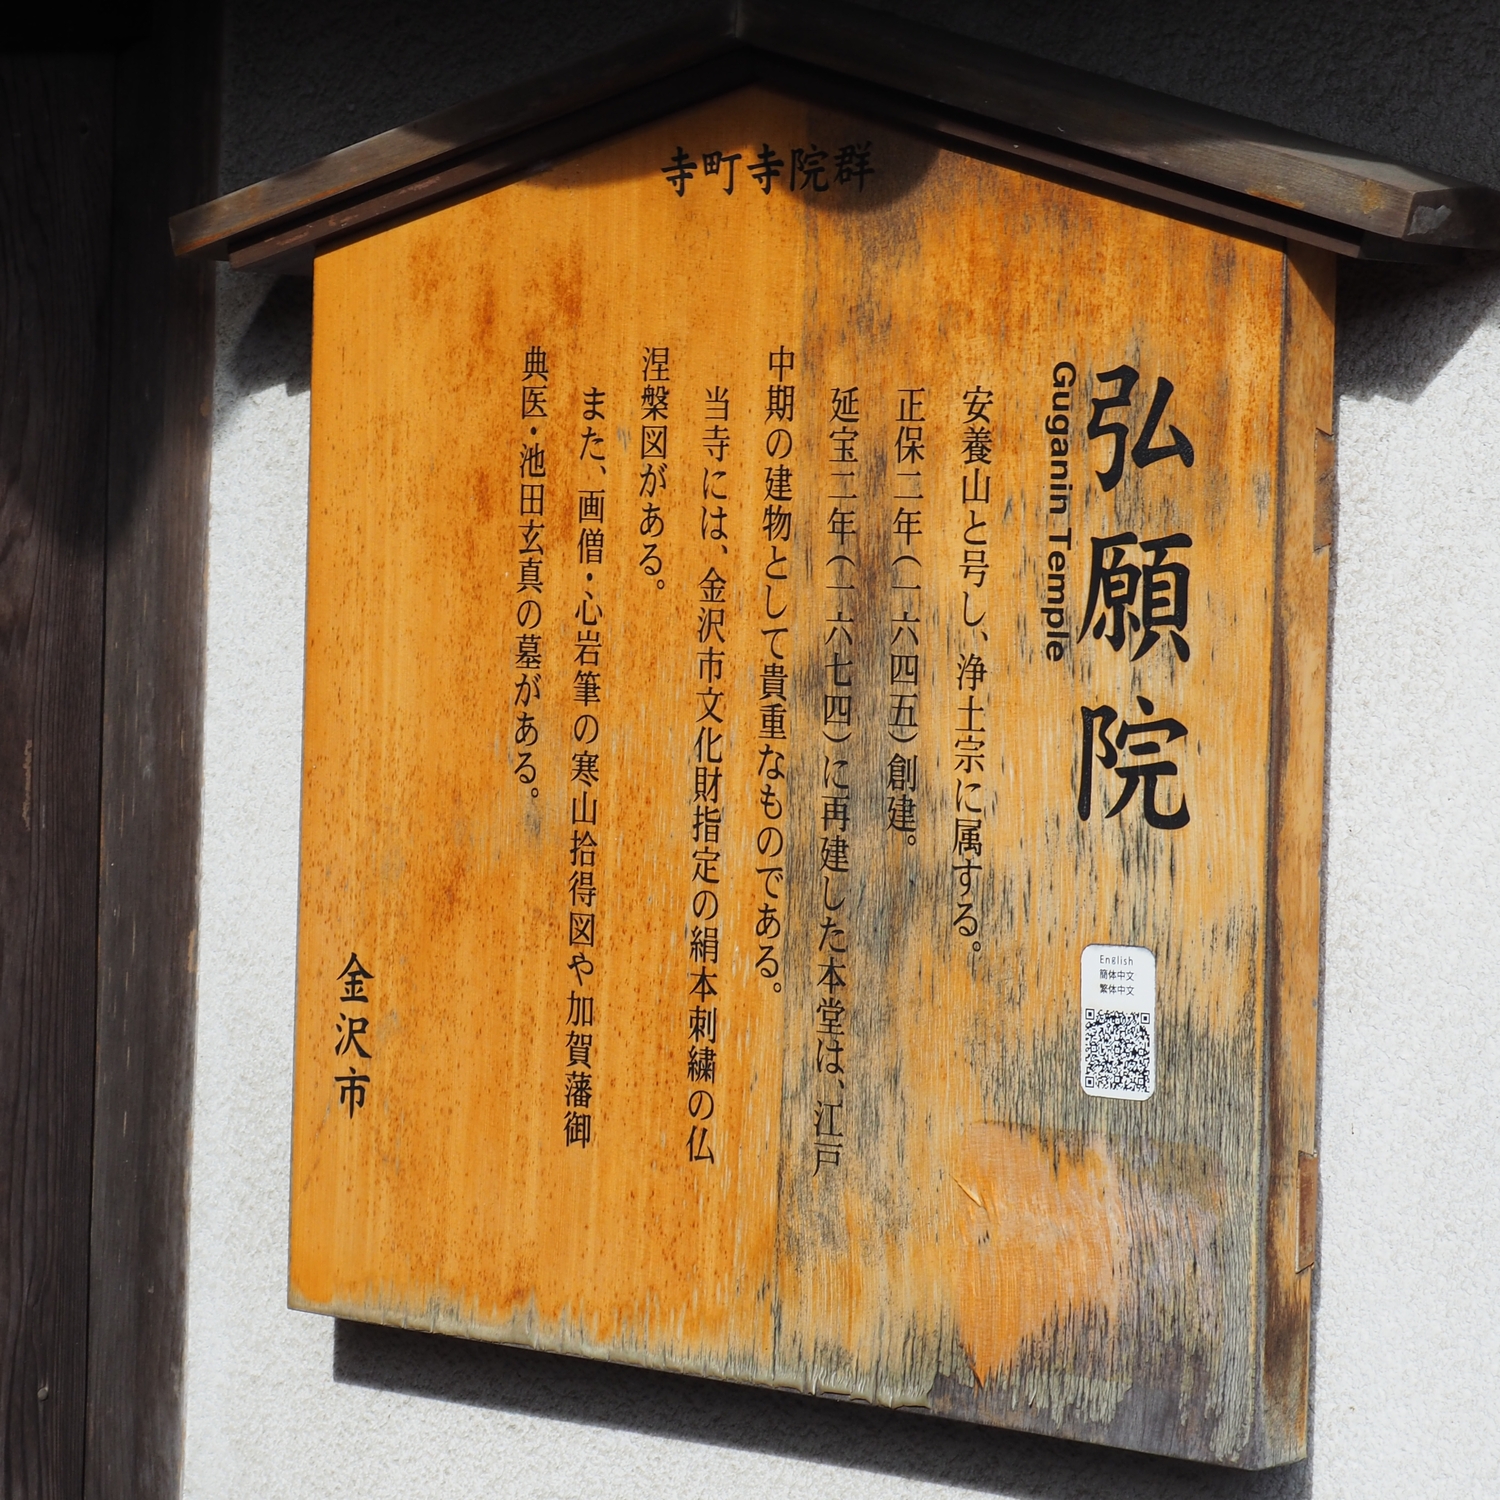 寺町寺院群
弘願院
Guganin Temple
安養山と号し、浄土宗に属する。
正保二年（一六四五）創建。
延宝二年（一六七四）に再建した本堂は、江戸
中期の建物として貴重なものである。
当寺には、金沢市文化財指定の絹本刺繍の仏
涅槃図がある。
また、画僧・心岩筆の寒山拾得図や加賀藩御
典医・池田玄真の墓がある。
金沢市
English
簡体中文
繁体中文